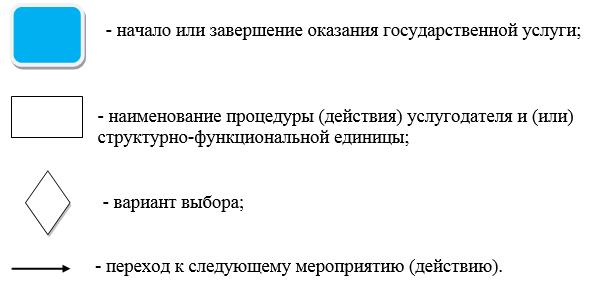 - начало или завершение оказания государственной услуги;
- наименование процедуры (действия) услугодателя и (или)
структурно-функциональной единицы;
- вариант выбора;
- переход к следующему мероприятию (действию).